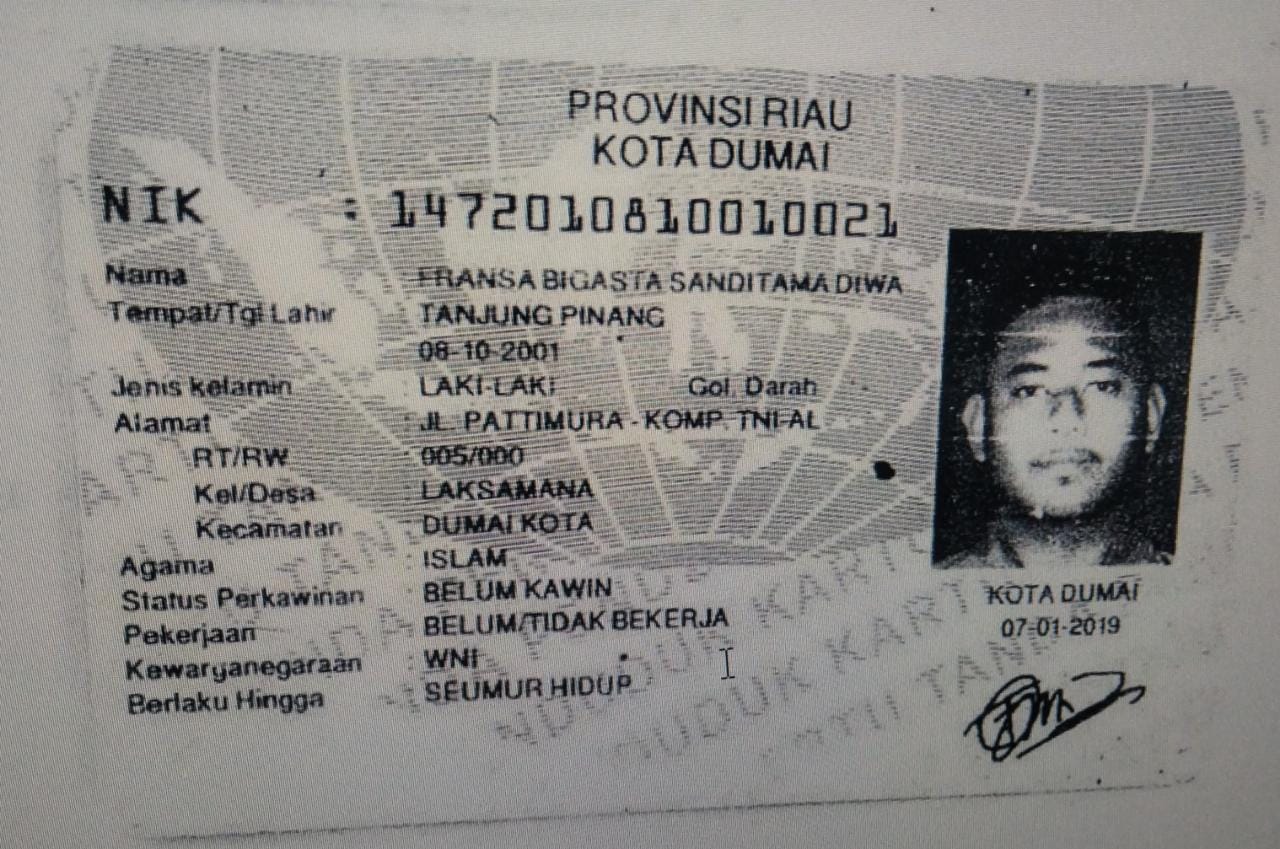 PROVINSI RIAU
KOTA DUMAI
NIK : 1472010810010021
Nama : FRANSA BIGASTA SANDITAMA DIWA
Tempat/Tgl Lahir : TANJUNG PINANG
08-10-2001
Jenis kelamin : LAKI-LAKI Gol. Darah : -
Alamat : JL. PATTIMURA - KOMP. TNI-AL
RT/RW : 005/000
Kel/Desa : LAKSAMANA
Kecamatan : DUMAI KOTA
Agama : ISLAM
Status Perkawinan : BELUM KAWIN
Pekerjaan : BELUM/TIDAK BEKERJA
Kewarganegaraan : WNI
Berlaku Hingga : SEUMUR HIDUP
KOTA DUMAI
07-01-2019